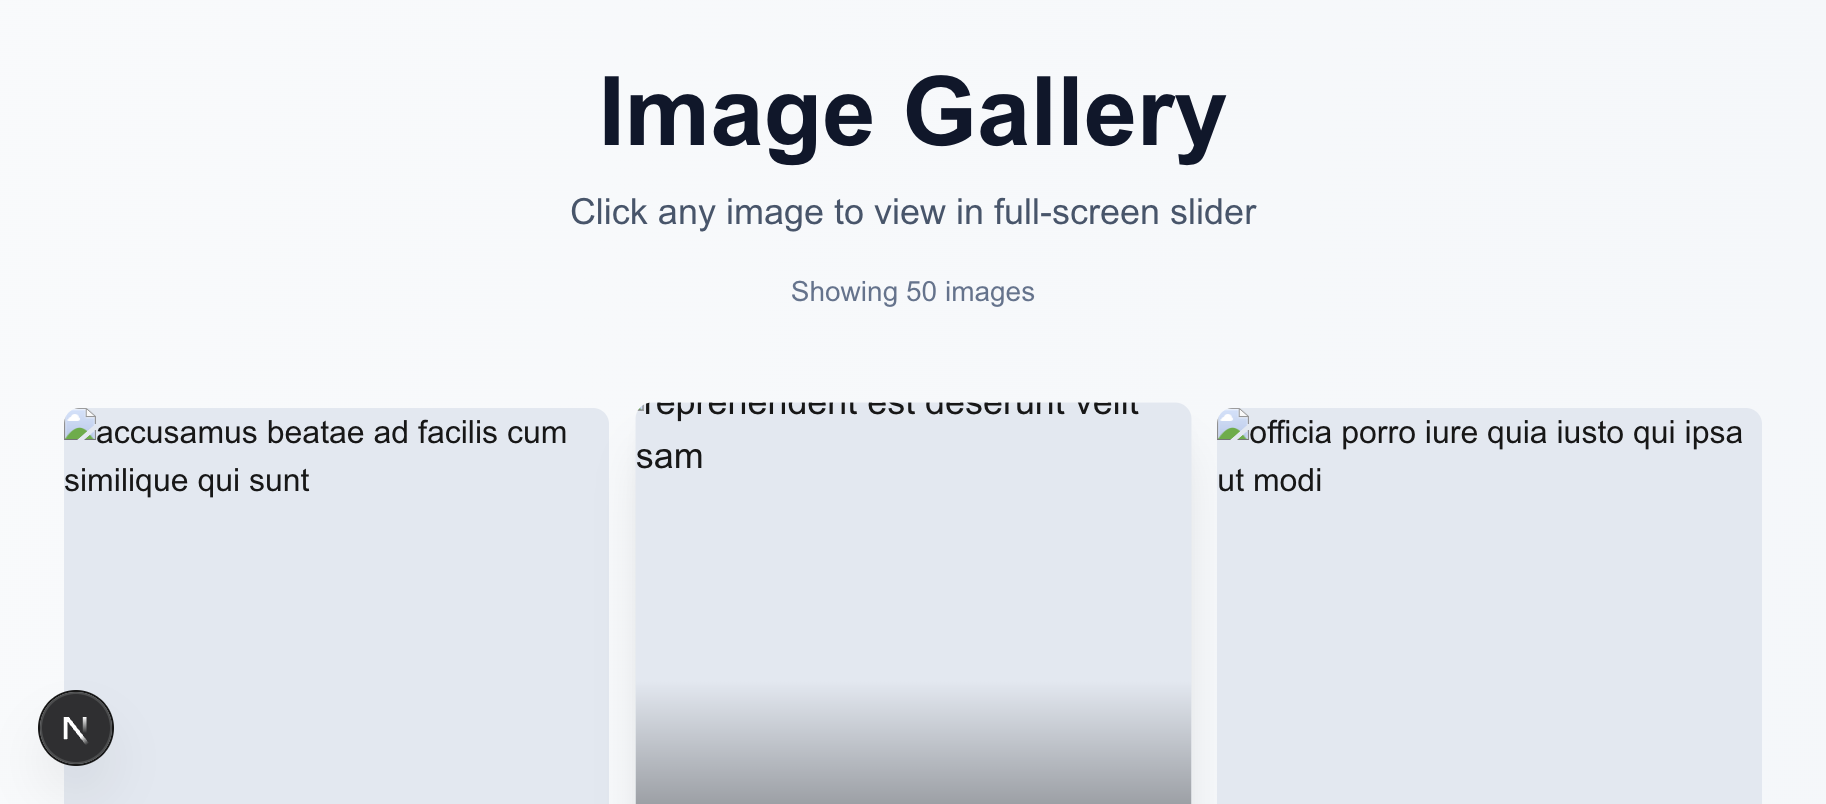 Image Gallery
Click any image to view in full-screen slider
Showing 50 images
accusamus beatae ad facilis cum
similique qui sunt
reprehenderit est deserunt velit
sam
officia porro iure quia iusto qui ipsa
ut modi
N